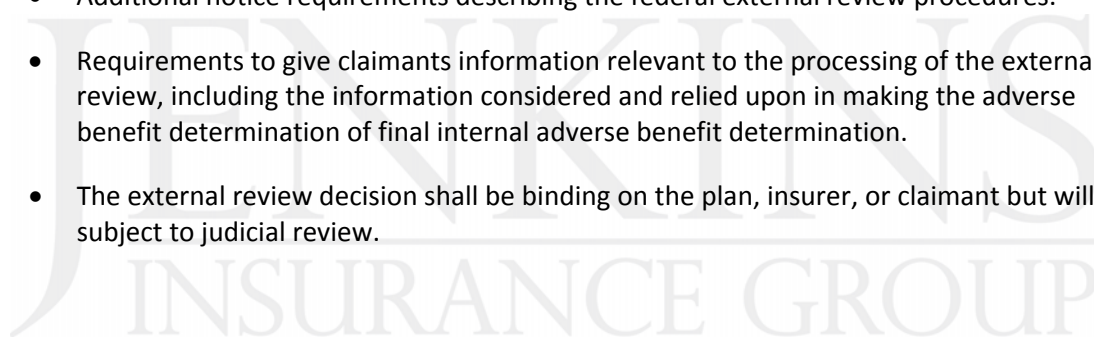 • Additional notice requirements describing the federal external review procedures.
• Requirements to give claimants information relevant to the processing of the externa
review, including the information considered and relied upon in making the adverse
benefit determination of final internal adverse benefit determination.
• The external review decision shall be binding on the plan, insurer, or claimant but will
subject to judicial review.
JENKINS
INSURANCE GROUP